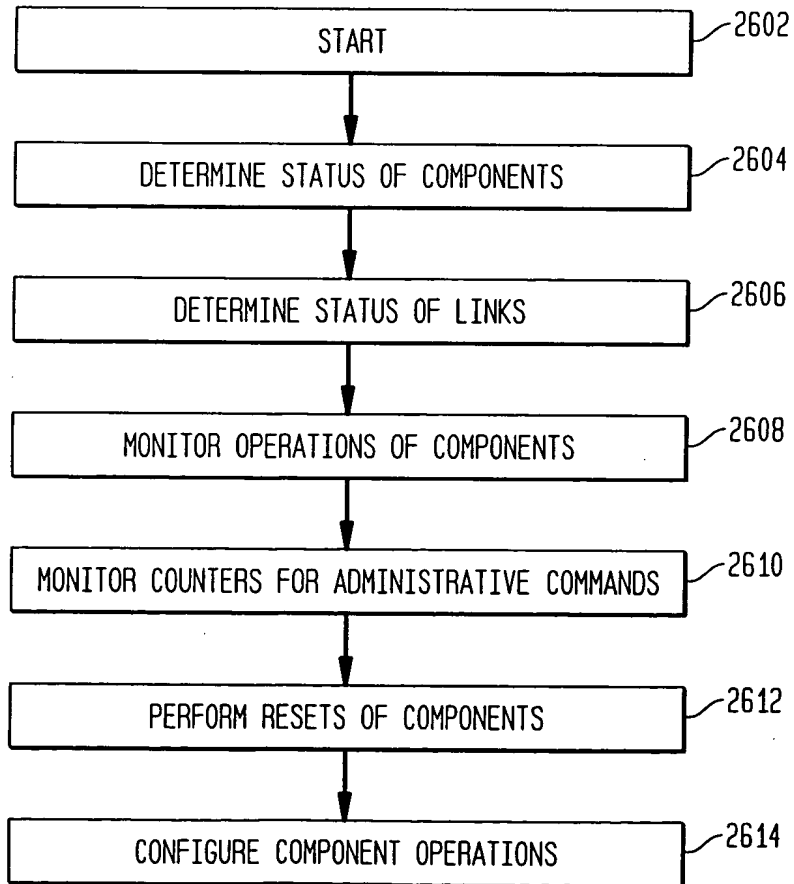 START
2602
DETERMINE STATUS OF COMPONENTS
2604
DETERMINE STATUS OF LINKS
2606
MONITOR OPERATIONS OF COMPONENTS
2608
MONITOR COUNTERS FOR ADMINISTRATIVE COMMANDS
2610
PERFORM RESETS OF COMPONENTS
2612
CONFIGURE COMPONENT OPERATIONS
2614